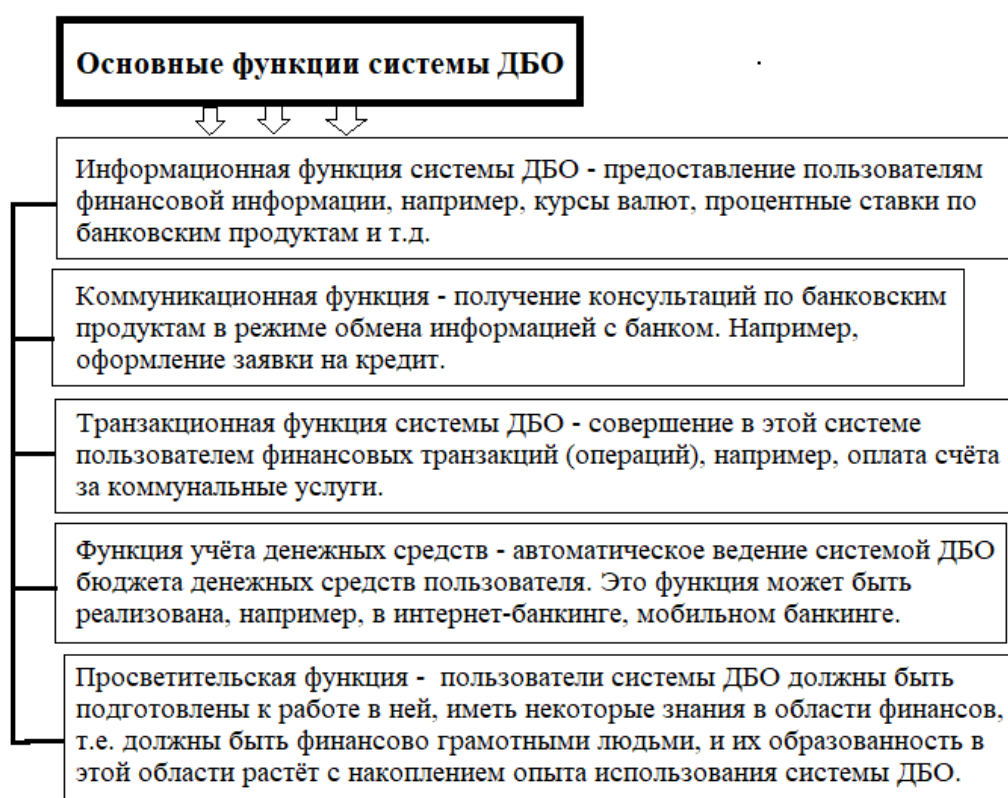 Основные функции системы ДБО
Информационная функция системы ДБО - предоставление пользователям
финансовой информации, например, курсы валют, процентные ставки по
банковским продуктам и т.д.
Коммуникационная функция - получение консультаций по банковским
продуктам в режиме обмена информацией с банком. Например,
оформление заявки на кредит.
Транзакционная функция системы ДБО - совершение в этой системе
пользователем финансовых транзакций (операций), например, оплата счёта
за коммунальные услуги.
Функция учёта денежных средств - автоматическое ведение системой ДБО
бюджета денежных средств пользователя. Это функция может быть
реализована, например, в интернет-банкинге, мобильном банкинге.
Просветительская функция - пользователи системы ДБО должны быть
подготовлены к работе в ней, иметь некоторые знания в области финансов,
т.е. должны быть финансово грамотными людьми, и их образованность в
этой области растёт с накоплением опыта использования системы ДБО.